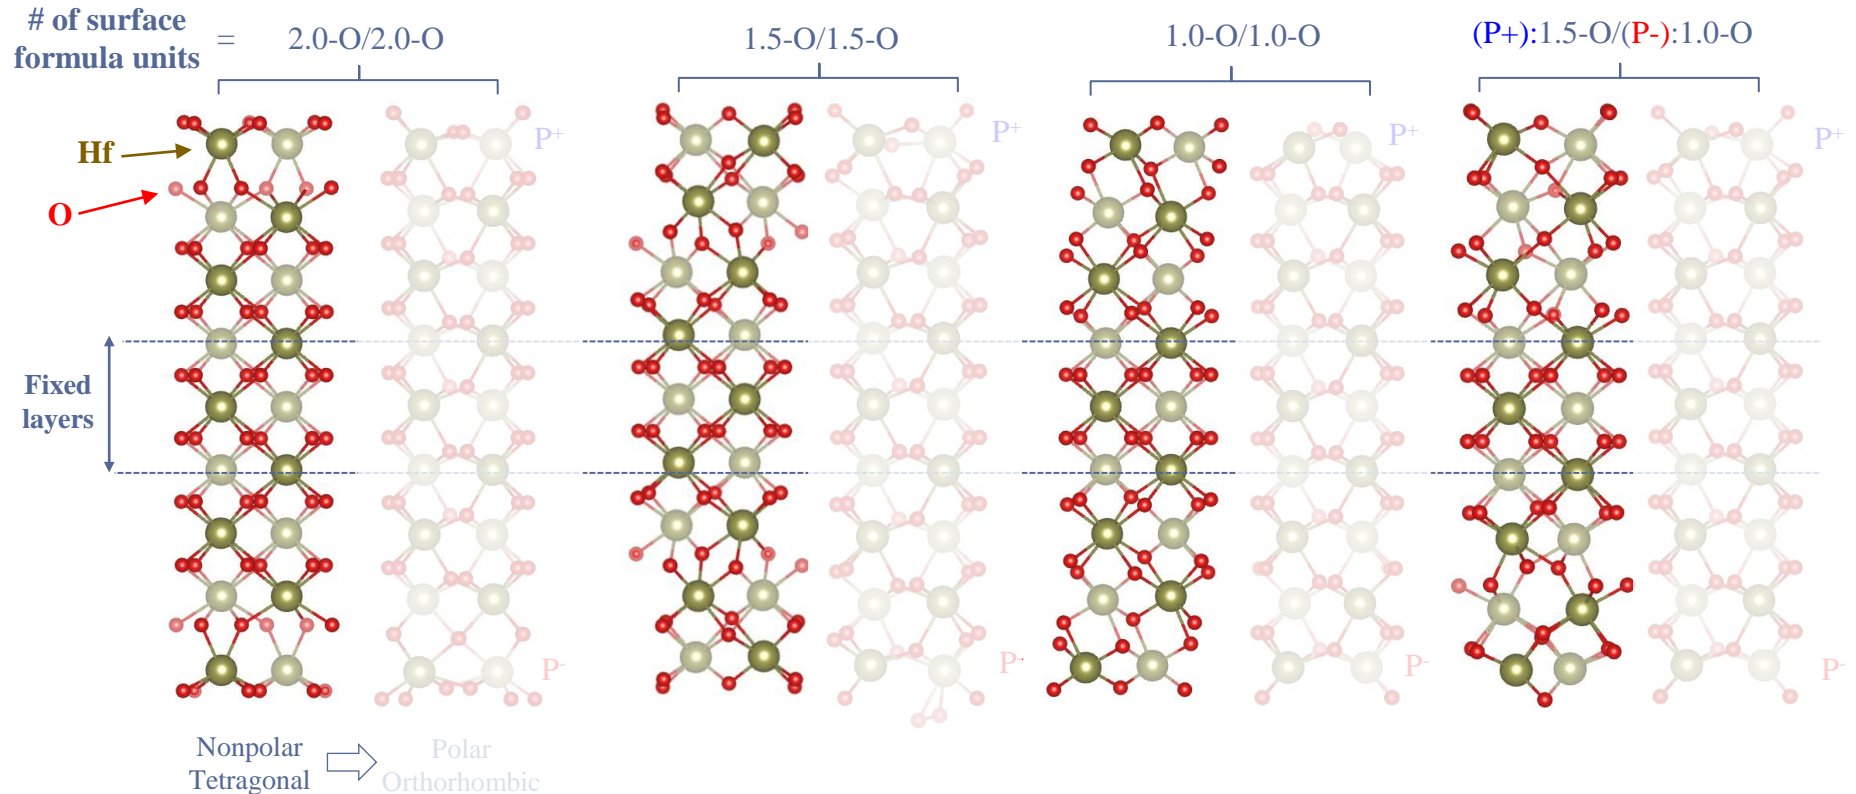 # of surface
formula units
=
2.0-O/2.0-O
1.5-O/1.5-O
1.0-O/1.0-O
(P+):1.5-O/(P-):1.0-O
Hf
O
P+
P+
P+
P+
Fixed
layers
P-
P-
P-
P-
Nonpolar
Tetragonal
Polar
Orthorhombic